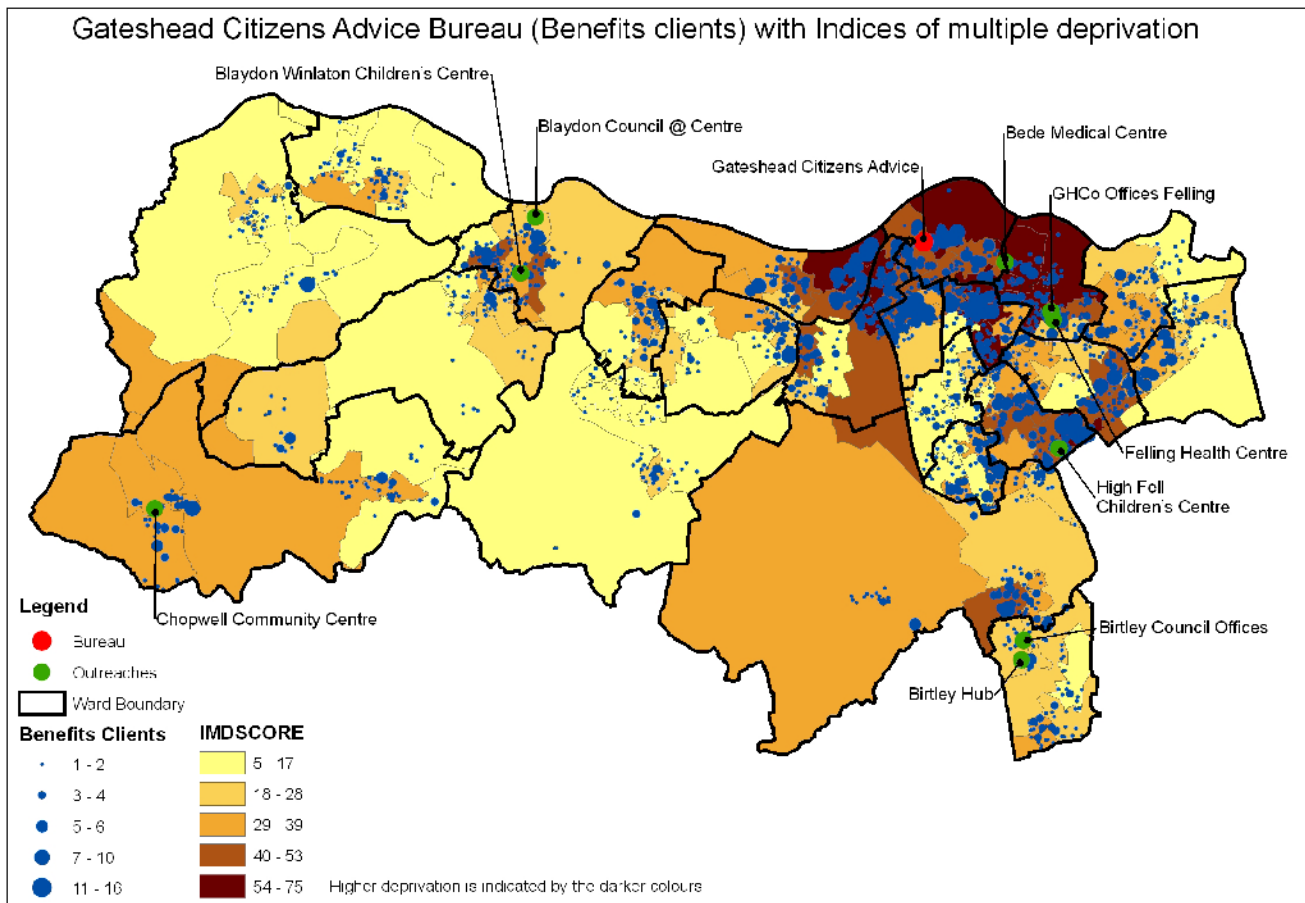 Gateshead Citizens Advice Bureau (Benefits clients) with Indices of multiple deprivation
Blaydon Winlaton Children's Centre
Blaydon Council @ Centre
Bede Medical Centre
Gateshead Citizens Advice
GHCo Offices Felling
Felling Health Centre
High Fell
Children's Centre
Chopwell Community Centre
Birtley Council Offices
Birtley Hub
Legend
Bureau
Outreaches
Ward Boundary
Benefits Clients
1 - 2
3 - 4
5 - 6
7 - 10
11 - 16
IMDSCORE
5 - 17
18 - 28
29 - 39
40 - 53
54 - 75
Higher deprivation is indicated by the darker colours